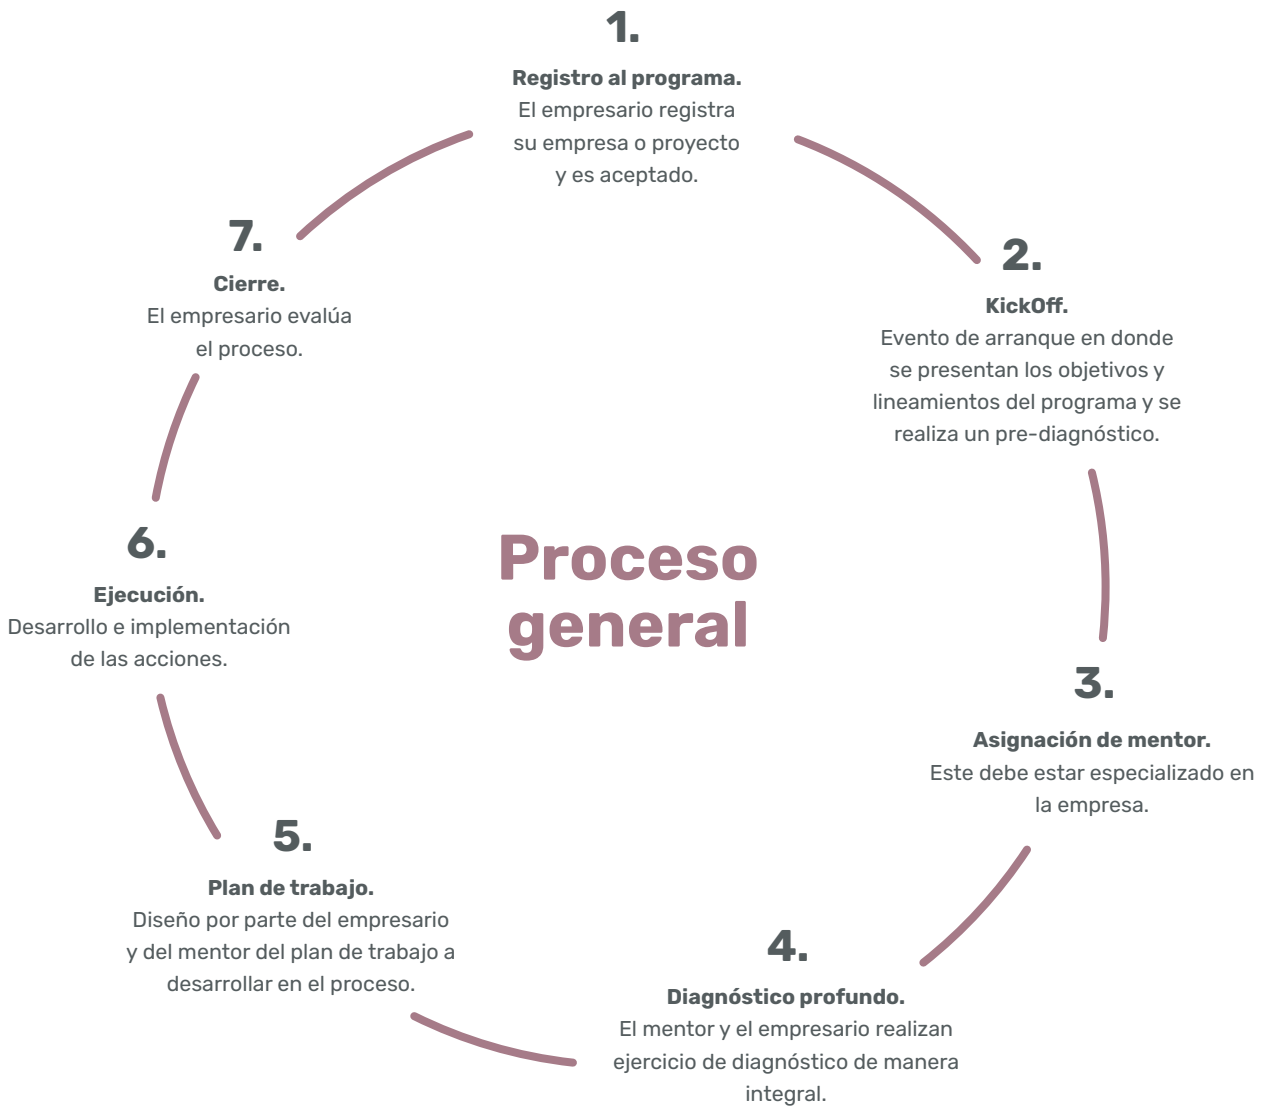 1.
Registro al programa.
El empresario registra
su empresa o proyecto
y es aceptado.
2.
KickOff.
Evento de arranque en donde
se presentan los objetivos y
lineamientos del programa y se
realiza un pre-diagnóstico.
3.
Asignación de mentor.
Este debe estar especializado en
la empresa.
4.
Diagnóstico profundo.
El mentor y el empresario realizan
ejercicio de diagnóstico de manera
integral.
5.
Plan de trabajo.
Diseño por parte del empresario
y del mentor del plan de trabajo a
desarrollar en el proceso.
6.
Ejecución.
Desarrollo e implementación
de las acciones.
7.
Cierre.
El empresario evalúa
el proceso.
Proceso
general